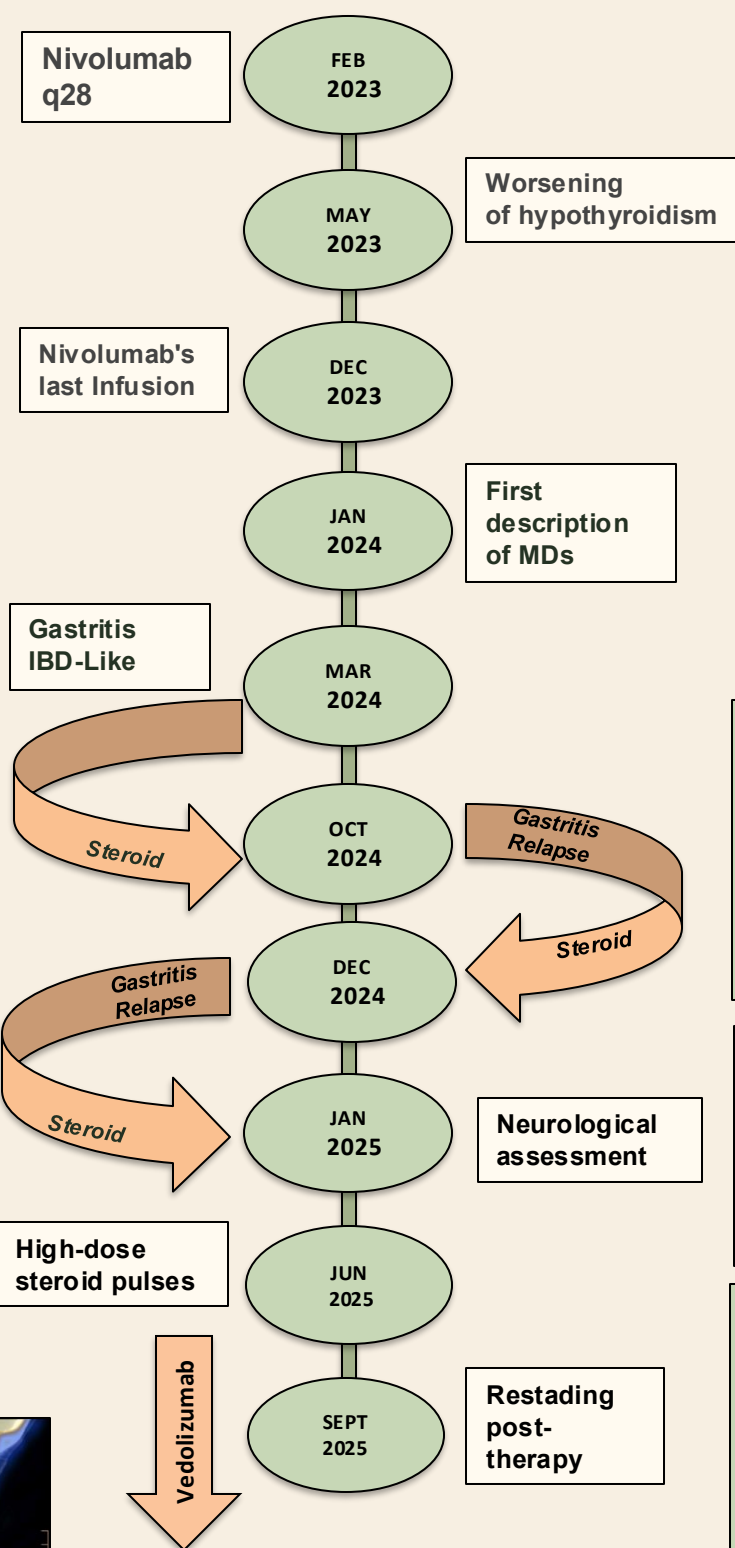 Nivolumab
q28
FEB
2023
MAY
2023
Worsening
of hypothyroidism
Nivolumab's
last Infusion
DEC
2023
JAN
2024
First
description
of MDs
Gastritis
IBD-Like
MAR
2024
Steroid
OCT
2024
Gastritis
Relapse
Steroid
DEC
2024
Gastritis
Relapse
Steroid
JAN
2025
Neurological
assessment
High-dose
steroid pulses
JUN
2025
Vedolizumab
SEPT
2025
Restading
post-
therapy